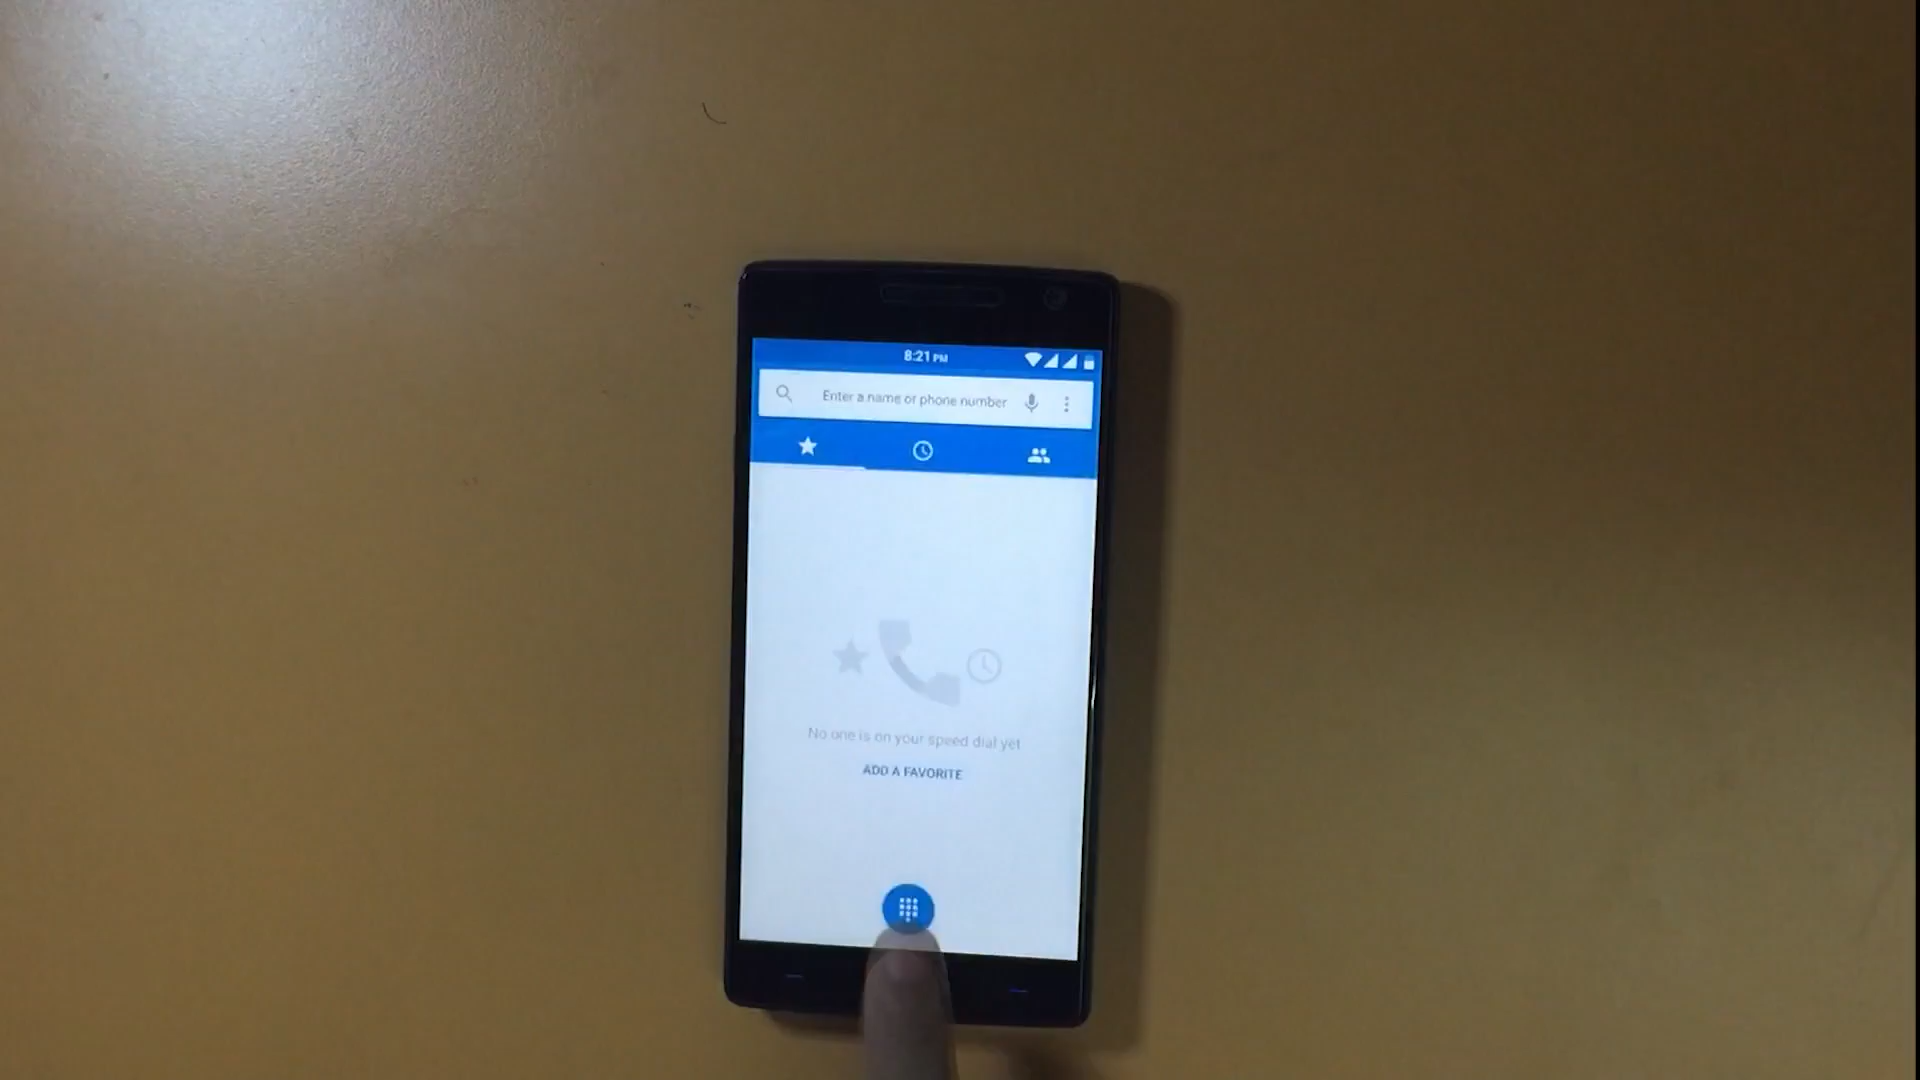 8:21 PM
Enter a name or phone number
No one is on your speed dial yet
ADD A FAVORITE